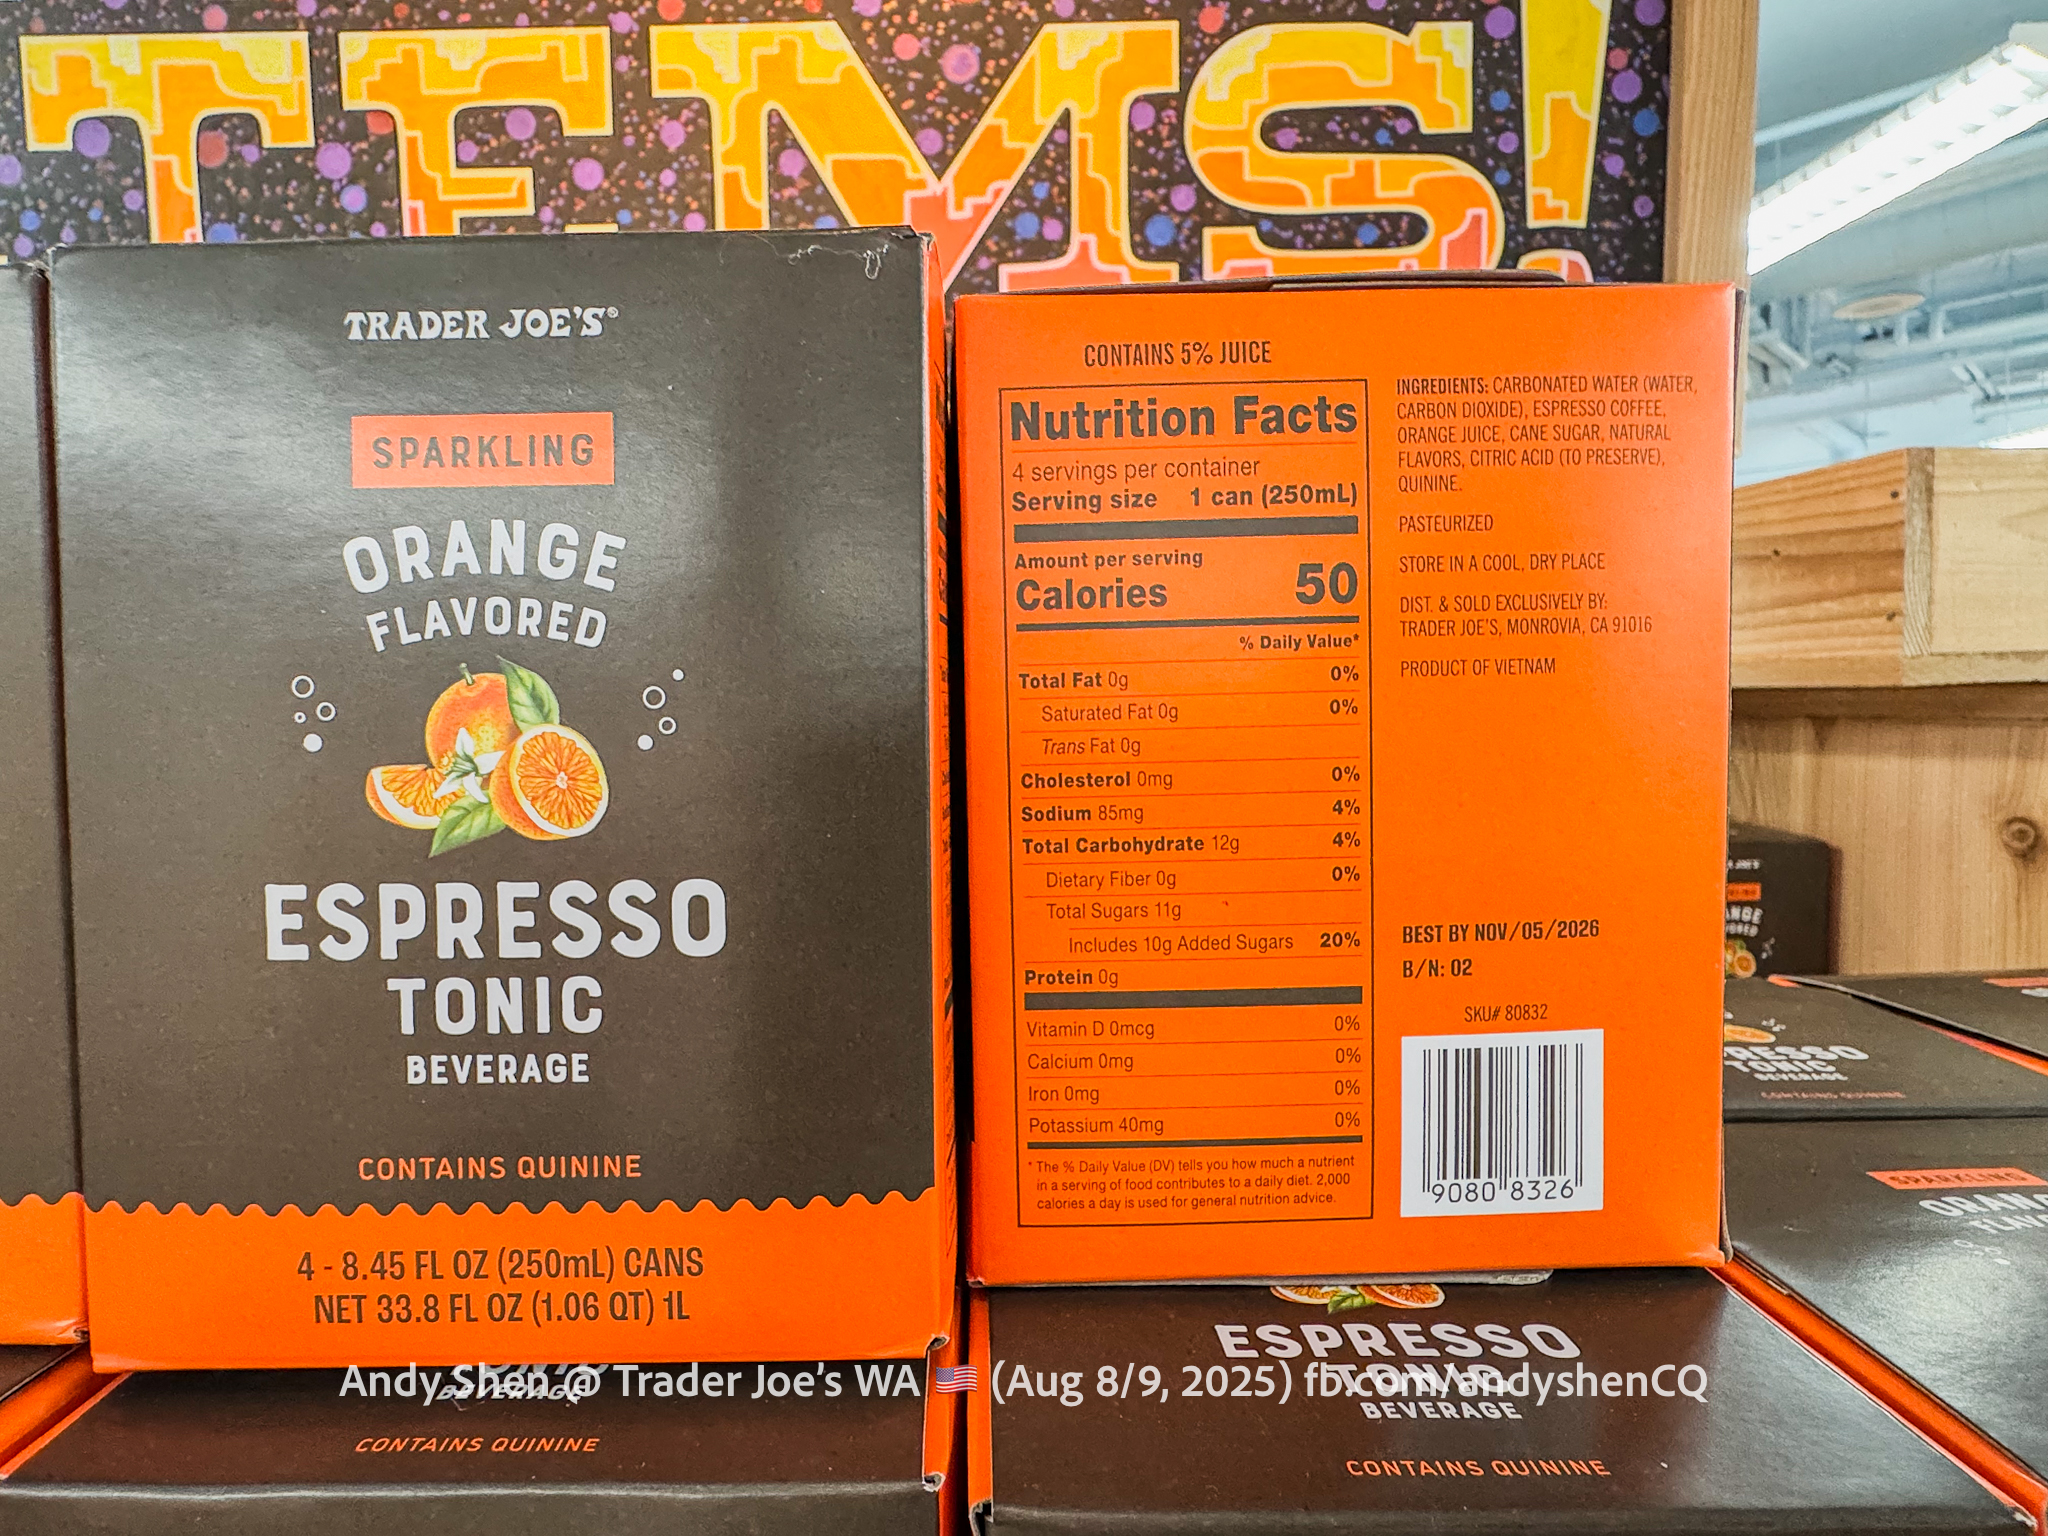 TEMS!
TRADER JOE'S®
SPARKLING
ORANGE
FLAVORED
ESPRESSO
TONIC
BEVERAGE
CONTAINS QUININE
4 - 8.45 FL OZ (250mL) CANS
NET 33.8 FL OZ (1.06 QT) 1L
CONTAINS 5% JUICE
Nutrition Facts
4 servings per container
Serving size 1 can (250mL)
Amount per serving
Calories 50
% Daily Value*
Total Fat 0g 0%
Saturated Fat 0g 0%
Trans Fat 0g
Cholesterol 0mg 0%
Sodium 85mg 4%
Total Carbohydrate 12g 4%
Dietary Fiber 0g 0%
Total Sugars 11g
Includes 10g Added Sugars 20%
Protein 0g
Vitamin D 0mcg 0%
Calcium 0mg 0%
Iron 0mg 0%
Potassium 40mg 0%
* The % Daily Value (DV) tells you how much a nutrient
in a serving of food contributes to a daily diet. 2,000
calories a day is used for general nutrition advice.
INGREDIENTS: CARBONATED WATER (WATER,
CARBON DIOXIDE), ESPRESSO COFFEE,
ORANGE JUICE, CANE SUGAR, NATURAL
FLAVORS, CITRIC ACID (TO PRESERVE),
QUININE.
PASTEURIZED
STORE IN A COOL, DRY PLACE
DIST. & SOLD EXCLUSIVELY BY:
TRADER JOE'S, MONROVIA, CA 91016
PRODUCT OF VIETNAM
BEST BY NOV/05/2026
B/N: 02
SKU# 80832
9080 8326
ESPRESSO
TONIC
BEVERAGE
CONTAINS QUININE
SPARKLING
BEVERAGE
CONTAINS QUININE
ESPRESSO
TONIC
BEVERAGE
CONTAINS QUININE
Andy Shen @ Trader Joe's WA 🇺🇸 (Aug 8/9, 2025) fb.com/andyshenCQ